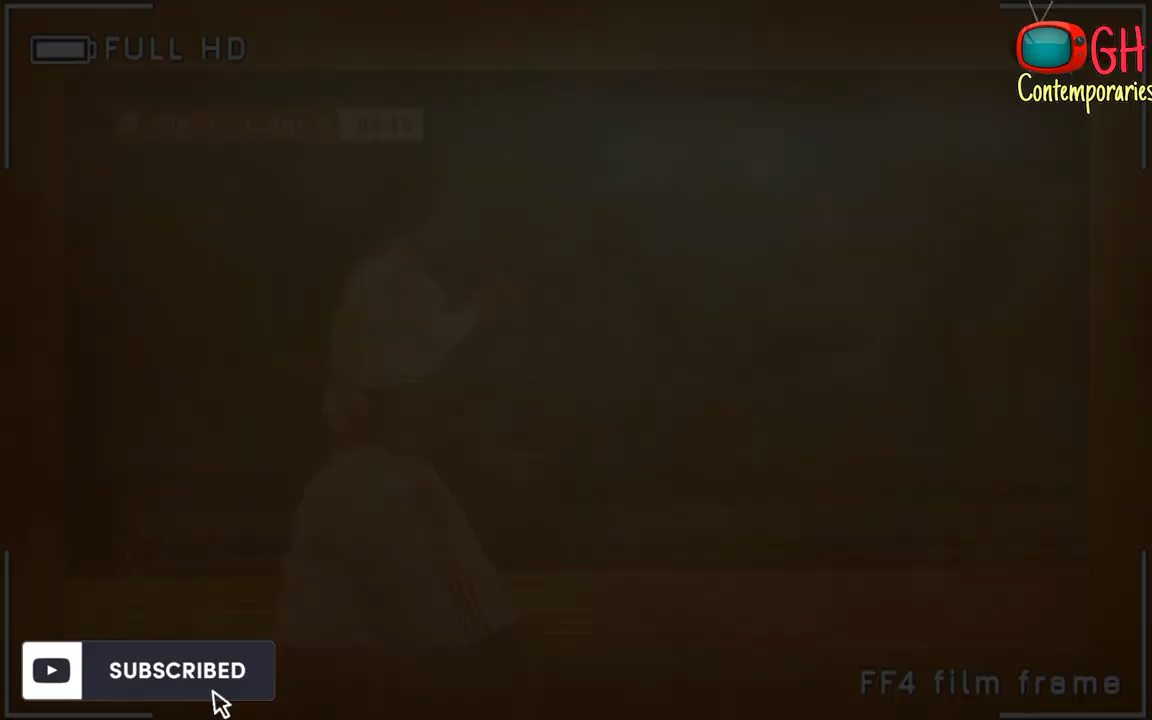 FULL HD
GH
Contemporaries
SUBSCRIBED
FF4 film frame